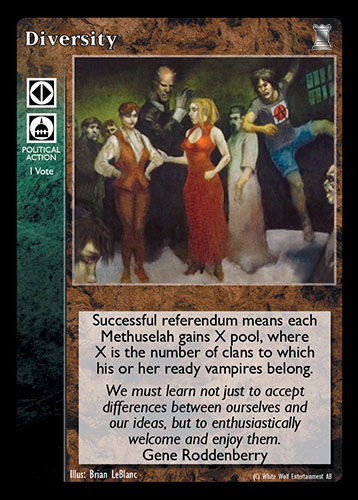 Diversity
POLITICAL
ACTION
1 Vote
Successful referendum means each
Methuselah gains X pool, where
X is the number of clans to which
his or her ready vampires belong.
We must learn not just to accept
differences between ourselves and
our ideas, but to enthusiastically
welcome and enjoy them.
Gene Roddenberry
Illus: Brian LeBlanc
(C) White Wolf Entertainment AB